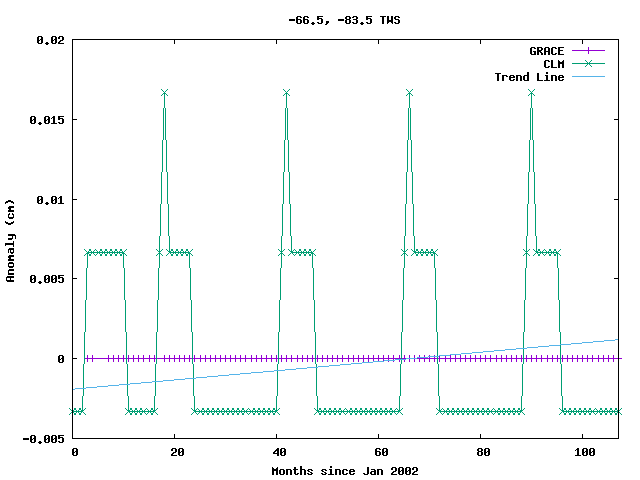 -66.5, -83.5 TWS
GRACE
CLM
Trend Line
0.02
0.015
0.01
0.005
0
-0.005
Anomaly (cm)
0 20 40 60 80 100
Months since Jan 2002